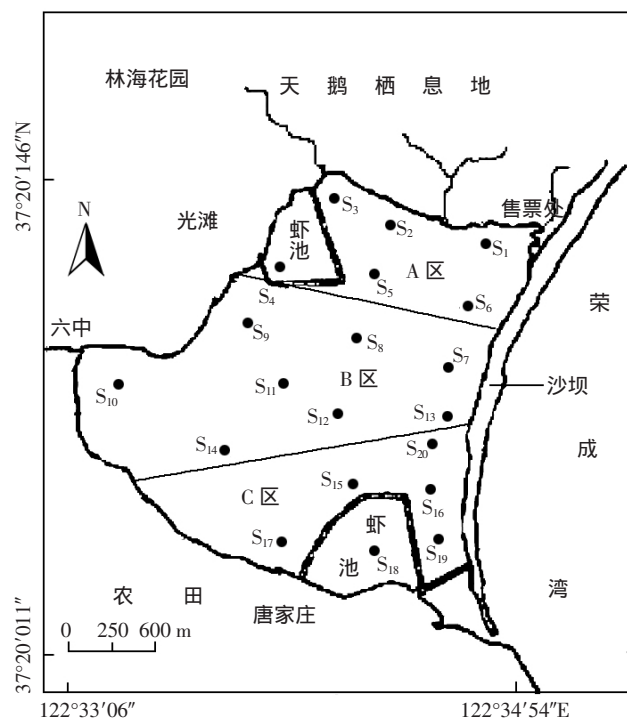 林海花园
天鹅栖息地
37°20′146″N
N
光滩
虾池
S3
S2
售票处
S1
A区
S4
S5
S6
荣
六中
S9
S8
S7
S10
S11
B区
沙坝
S12
S13
成
S14
S20
S15
C区
S16
虾
S17
S19
池
S18
湾
农田
唐家庄
37°20′011″
0 250 600 m
122°33′06″
122°34′54″E